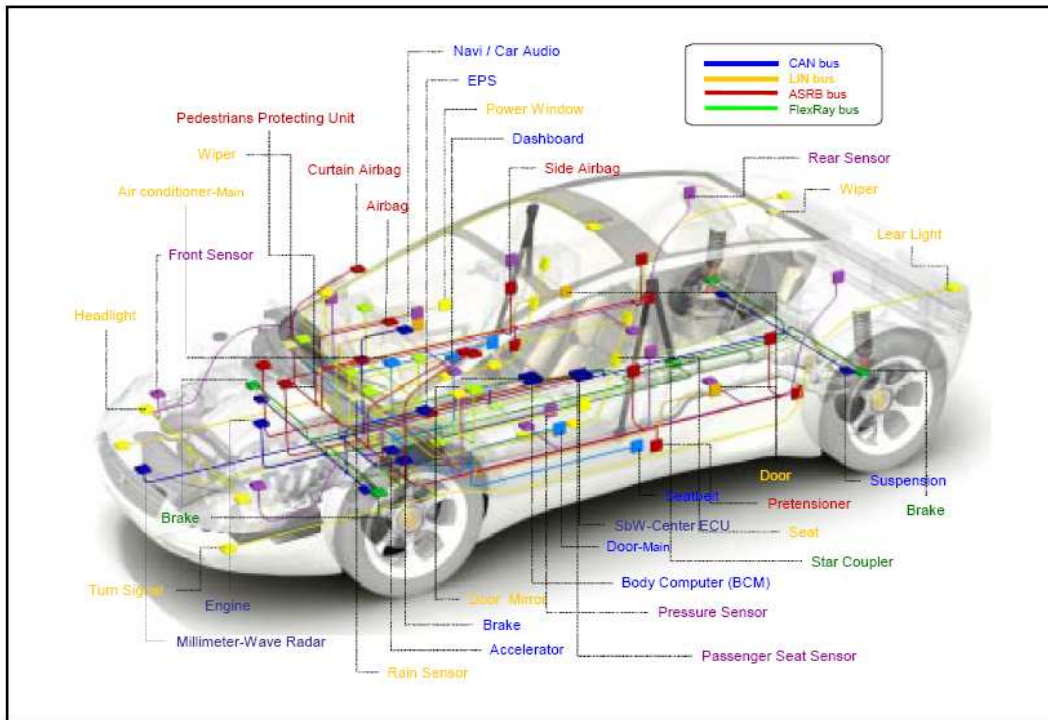 Navi / Car Audio
CAN bus
LIN bus
ASRB bus
FlexRay bus
EPS
Power Window
Pedestrians Protecting Unit
Dashboard
Wiper
Curtain Airbag
Side Airbag
Rear Sensor
Air conditioner-Main
Airbag
Wiper
Lear Light
Front Sensor
Headlight
Door
Suspension
Seatbelt
Pretensioner
Brake
Brake
SbW-Center ECU
Seat
Door-Main
Star Coupler
Turn Signal
Body Computer (BCM)
Engine
Door Mirror
Pressure Sensor
Brake
Millimeter-Wave Radar
Accelerator
Passenger Seat Sensor
Rain Sensor